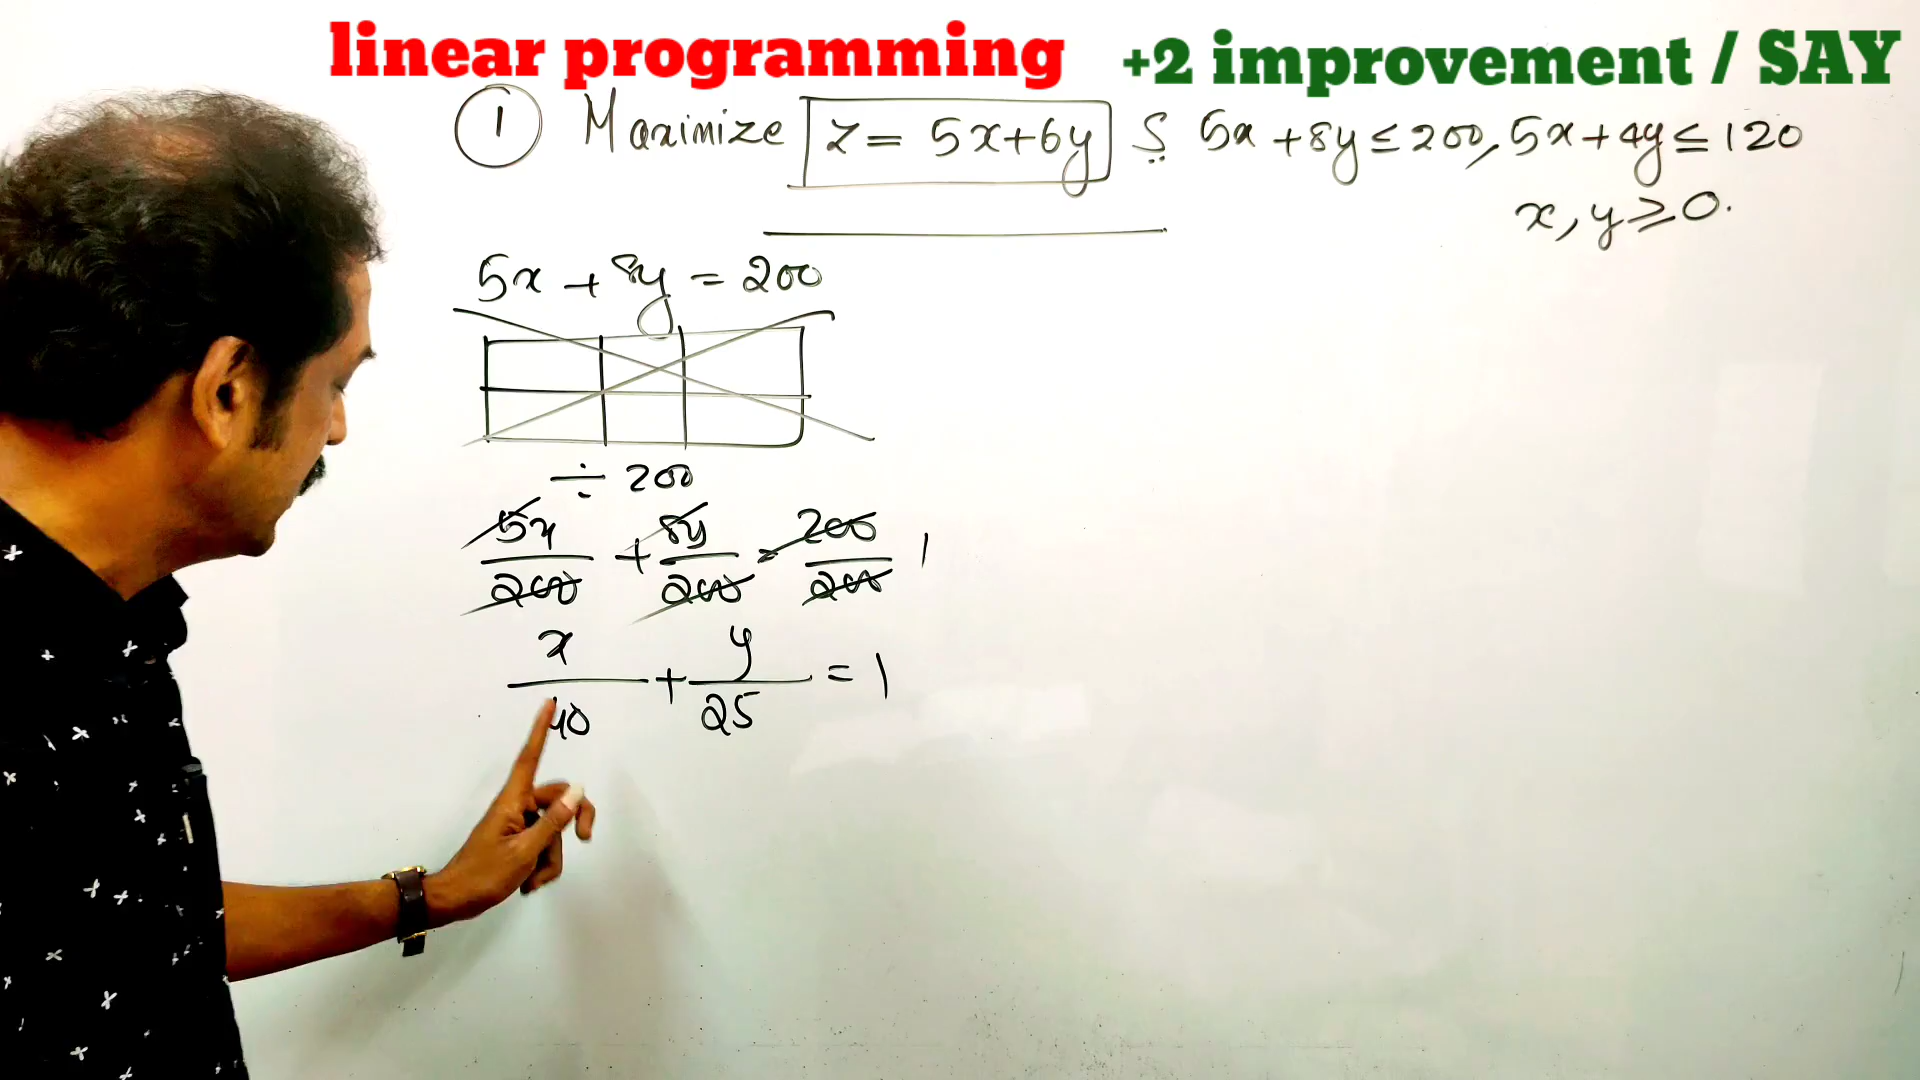 linear programming +2 improvement / SAY
① Maximize z = 5x+6y S 5x + 8y ≤ 200, 5x + 4y ≤ 120
x, y ≥ 0.
5x + 8y = 200
÷ 200
5x/200 + 8y/200 = 200/200 1
x/40 + y/25 = 1